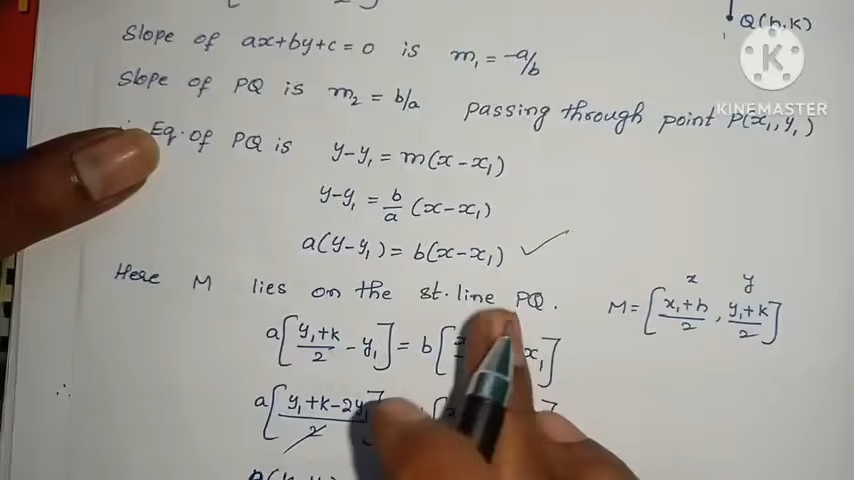 Q(h,k)
Slope of ax+by+c=0 is m₁ = -a/b
KINEMASTER
Slope of PQ is m₂ = b/a Passing through point P(x₁,y₁)
Eq. of PQ is y-y₁ = m(x-x₁)
y-y₁ = b/a (x-x₁)
a(y-y₁) = b(x-x₁) ✓
Here M lies on the st. line PQ.
x y
M = [(x₁+h)/2, (y₁+k)/2]
a[(y₁+k)/2 - y₁] = b[ x₁]
a[(y₁+k-2y₁)/2]